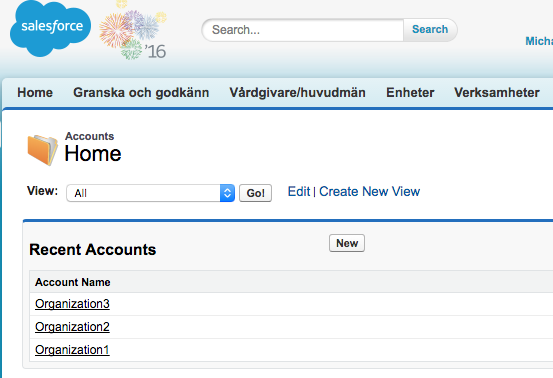 salesforce
'16
Search...
Search
Micha
Home Granska och godkänn Vårdgivare/huvudmän Enheter Verksamheter
Accounts
Home
View: All Go! Edit | Create New View
Recent Accounts New
Account Name
Organization3
Organization2
Organization1